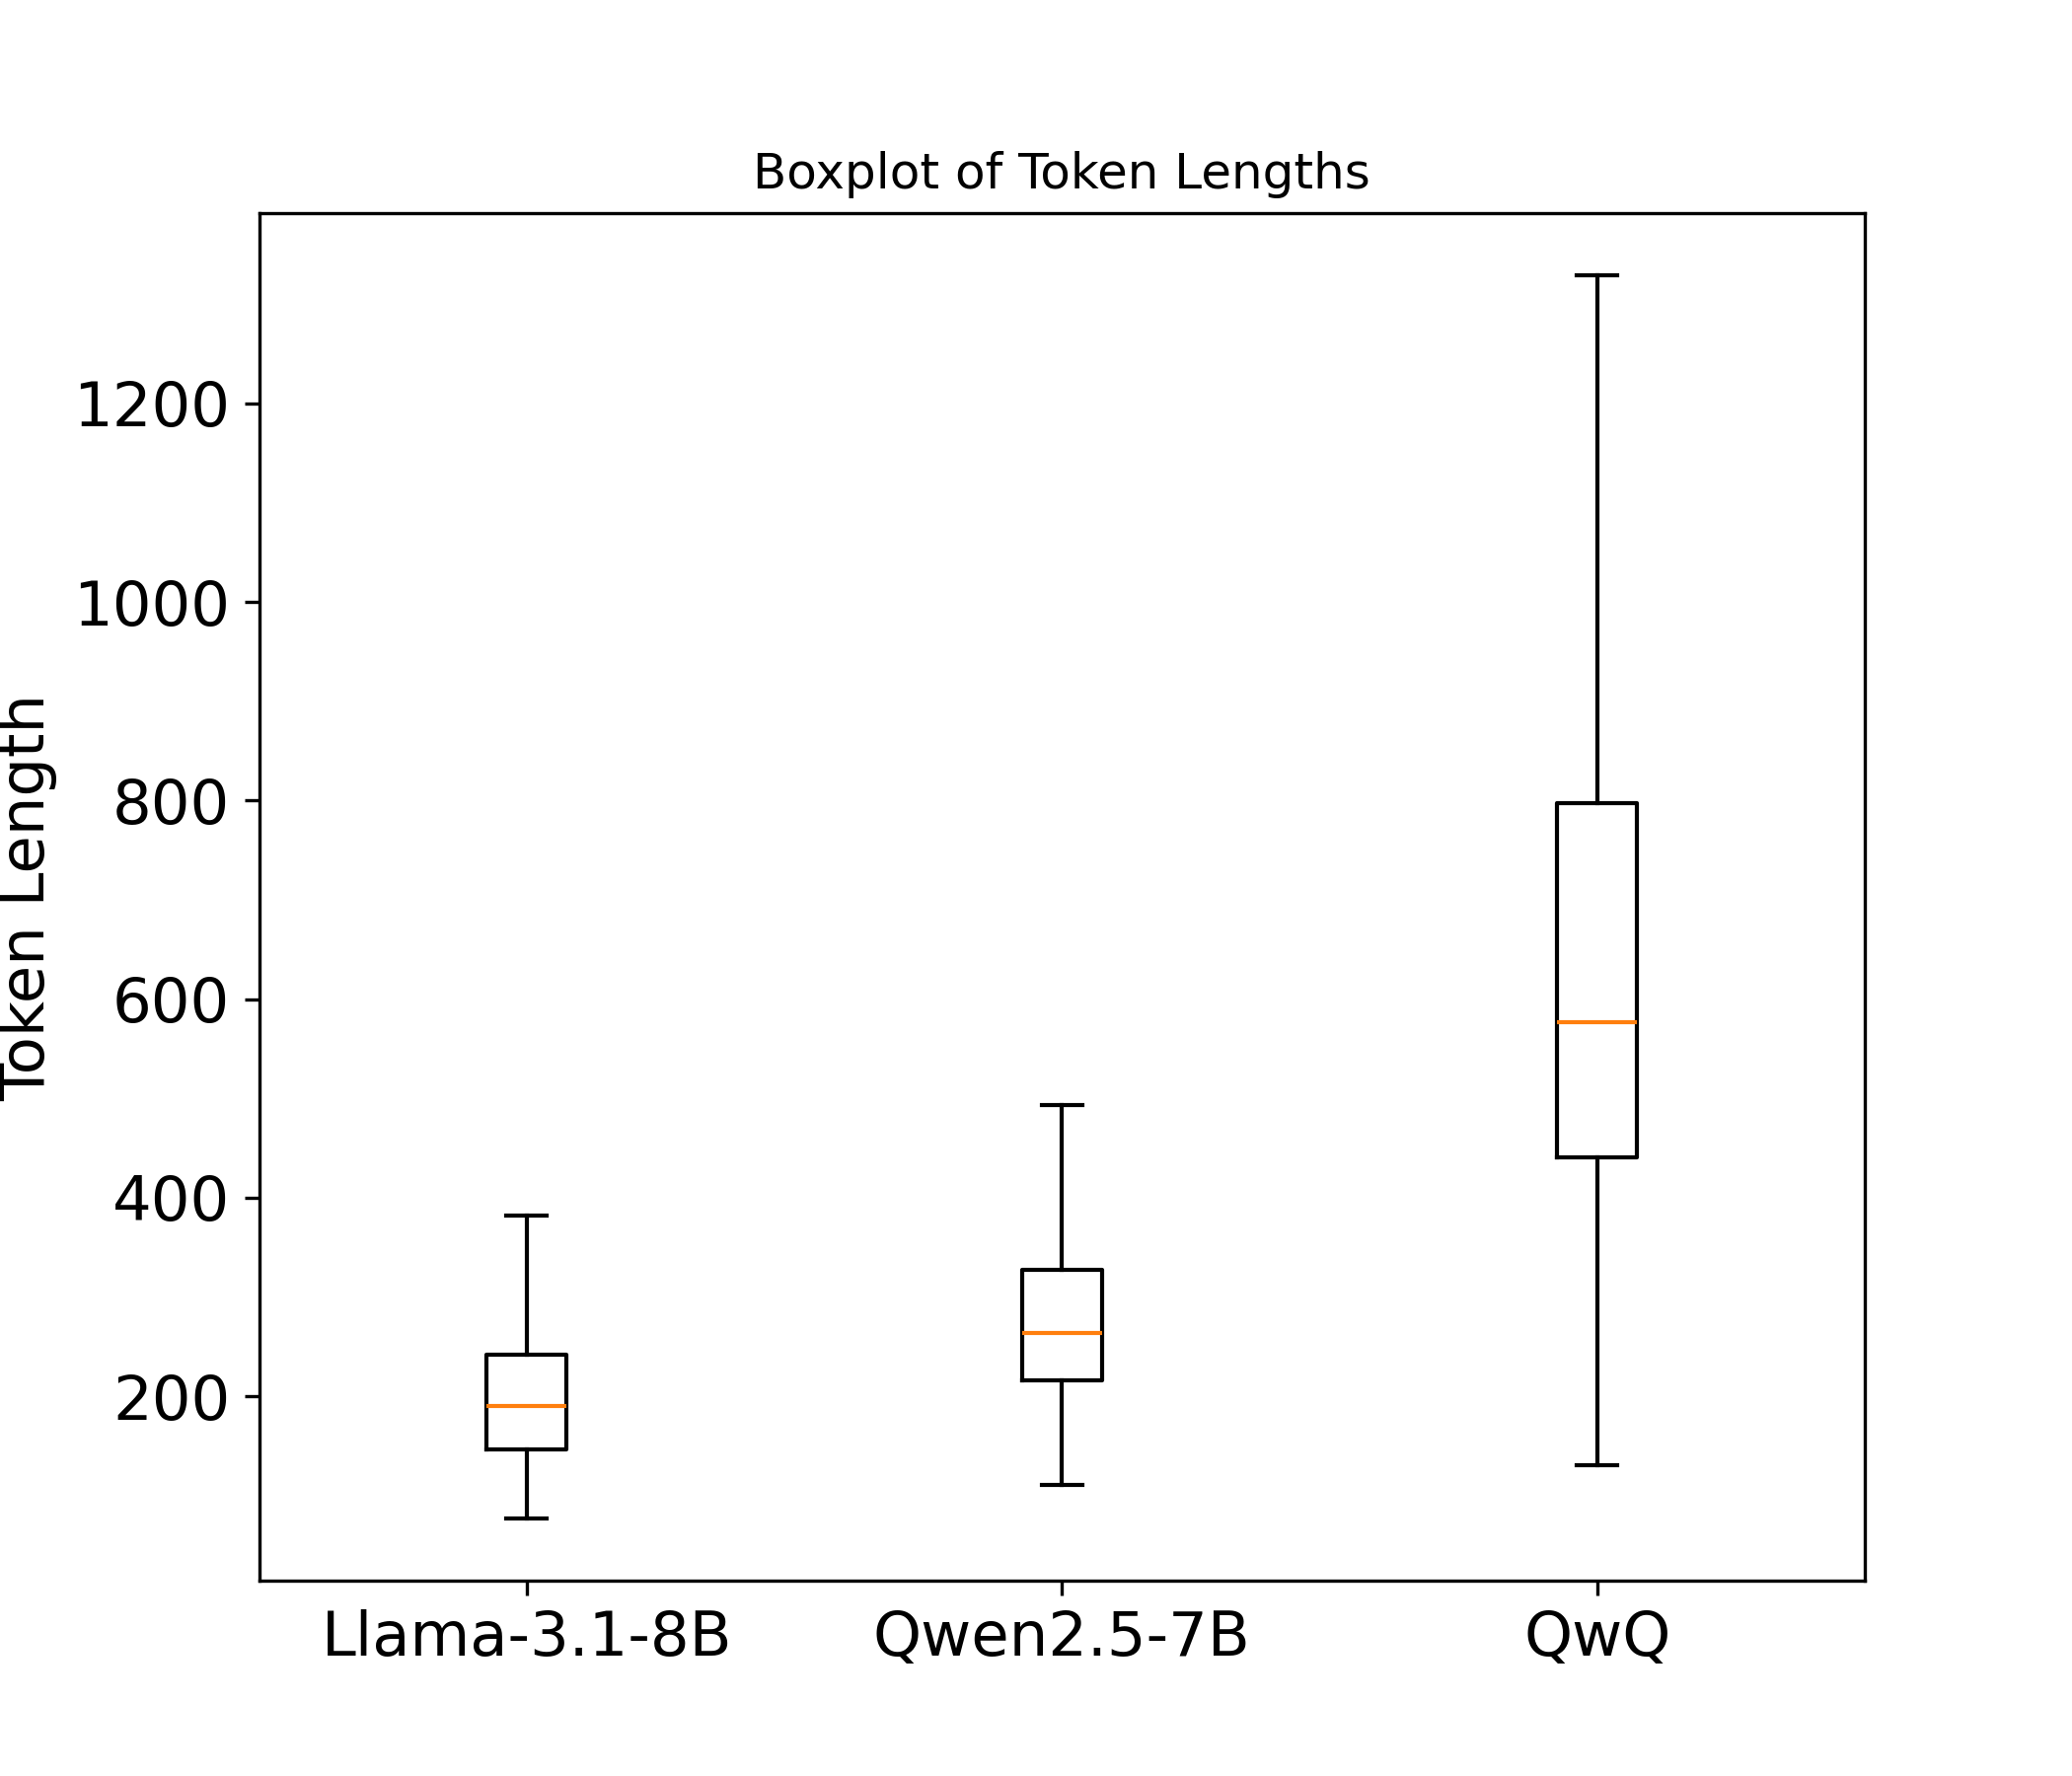 Boxplot of Token Lengths
Token Length
1200
1000
800
600
400
200
Llama-3.1-8B Qwen2.5-7B QwQ